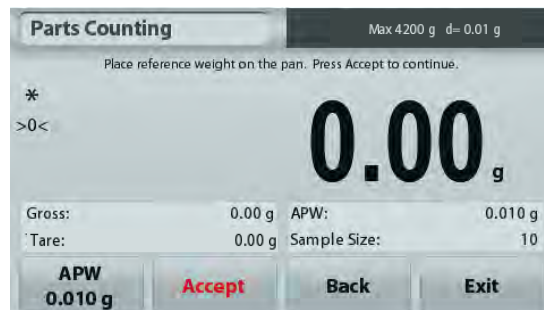 Parts Counting Max 4200 g d= 0.01 g
Place reference weight on the pan. Press Accept to continue.
*
>0<
0.00 g
Gross: 0.00 g APW: 0.010 g
Tare: 0.00 g Sample Size: 10
APW
0.010 g
Accept Back Exit